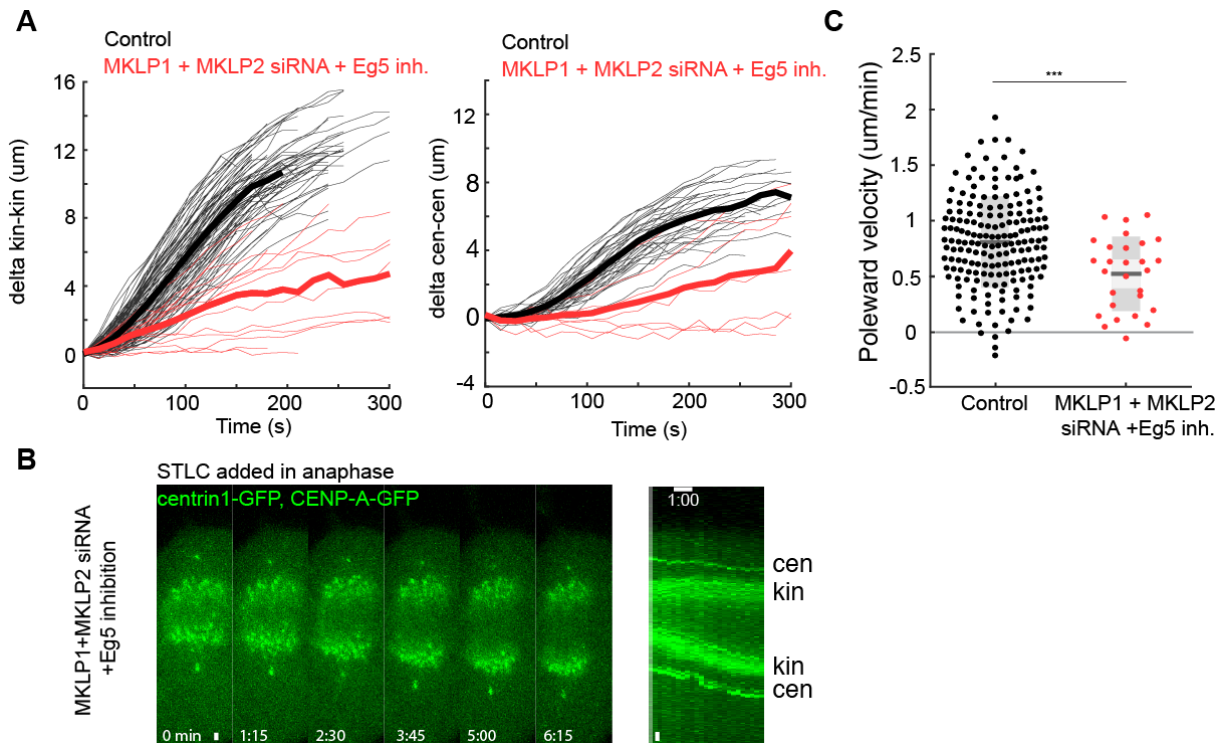 A
Control
MKLP1 + MKLP2 siRNA + Eg5 inh.
16
12
8
4
0
delta kin-kin (um)
0
100
200
300
Time (s)
Control
MKLP1 + MKLP2 siRNA + Eg5 inh.
12
8
4
0
-4
delta cen-cen (um)
0
100
200
300
Time (s)
C
2.5
2
1.5
1
0.5
0
-0.5
Poleward velocity (um/min)
***
Control
MKLP1 + MKLP2
siRNA +Eg5 inh.
B
STLC added in anaphase
centrin1-GFP, CENP-A-GFP
MKLP1+MKLP2 siRNA
+Eg5 inhibition
0 min
1:15
2:30
3:45
5:00
6:15
1:00
cen
kin
kin
cen